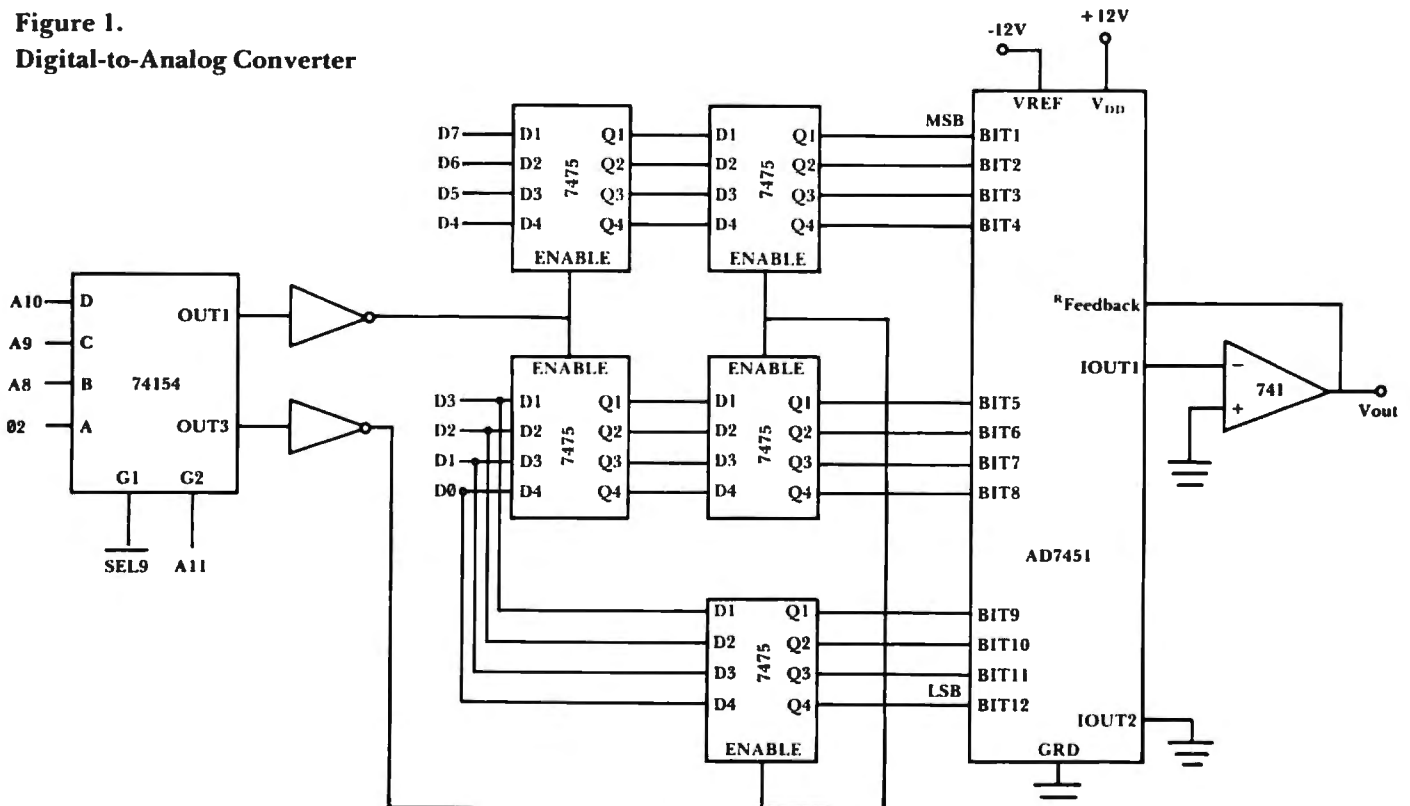 Figure 1.
Digital-to-Analog Converter
-12V
+12V
VREF
VDD
D7
D6
D5
D4
D1
D2
D3
D4
Q1
Q2
Q3
Q4
7475
ENABLE
D1
D2
D3
D4
Q1
Q2
Q3
Q4
7475
ENABLE
MSB
BIT1
BIT2
BIT3
BIT4
A10
A9
A8
02
D
C
B
A
74154
OUT1
OUT3
G1
G2
SEL9
A11
D3
D2
D1
D0
ENABLE
D1
D2
D3
D4
Q1
Q2
Q3
Q4
7475
ENABLE
D1
D2
D3
D4
Q1
Q2
Q3
Q4
7475
BIT5
BIT6
BIT7
BIT8
RFeedback
IOUT1
-
+
741
Vout
AD7451
D1
D2
D3
D4
Q1
Q2
Q3
Q4
7475
ENABLE
BIT9
BIT10
BIT11
LSB
BIT12
IOUT2
GRD